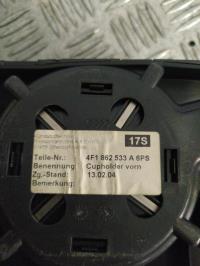 17S
Teile-Nr.: 4F1 862 533 A 6PS
Benennung: Cupholder vorn
Zg.-Stand: 13.02.04
Bemerkung: